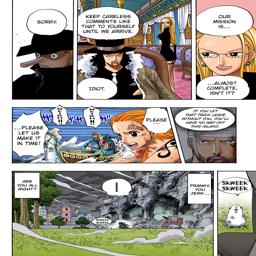 SORRY.
KEEP CARELESS
COMMENTS LIKE
THAT TO YOURSELF
UNTIL WE ARRIVE.
IDIOT.
OUR
MISSION
IS...
...ALMOST
COMPLETE,
ISN'T IT?
...PLEASE
LET US
MAKE IT
IN TIME!
PLEASE...
IF YOU LET
THAT TRAIN LEAVE
WITHOUT YOU, YOU'LL
HAVE NO WAY OFF
THIS ISLAND.
ARE
YOU ALL
RIGHT?
!
FRANKY,
YOU
JERK...
SKWEEK
SKWEEK